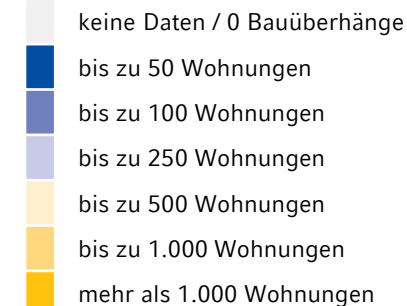 keine Daten / 0 Bauüberhänge
bis zu 50 Wohnungen
bis zu 100 Wohnungen
bis zu 250 Wohnungen
bis zu 500 Wohnungen
bis zu 1.000 Wohnungen
mehr als 1.000 Wohnungen